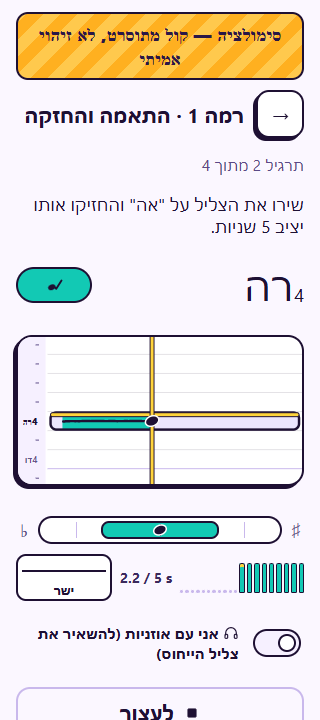 סימולציה — קול מתוסרט, לא זיהוי
אמיתי
→
רמה 1 · התאמה והחזקה
תרגיל 2 מתוך 4
שירו את הצליל על "אה" והחזיקו אותו
יציב 5 שניות.
רה4
רה4
דו4
♭
♯
ישר
2.2 / 5 s
🎧 אני עם אוזניות (להשאיר את
צליל הייחוס)
■ לעצור